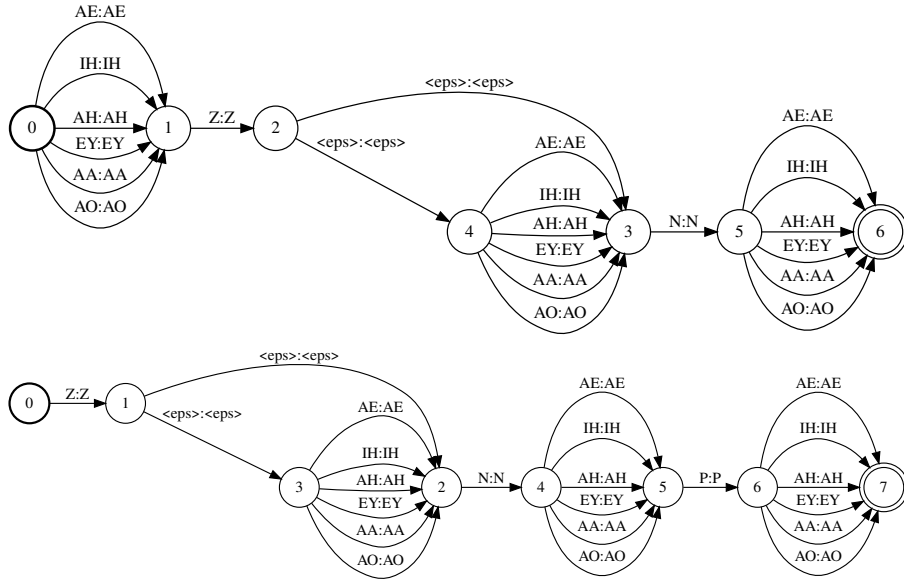 AE:AE
IH:IH
<eps>:<eps>
0 AH:AH 1 Z:Z 2
EY:EY
<eps>:<eps>
AE:AE AE:AE
AA:AA
IH:IH IH:IH
AO:AO
4 AH:AH 3 N:N 5 AH:AH 6
EY:EY EY:EY
AA:AA AA:AA
AO:AO AO:AO
<eps>:<eps>
0 Z:Z 1
AE:AE AE:AE
<eps>:<eps>
AE:AE
IH:IH IH:IH
IH:IH
3 AH:AH 2 N:N 4 AH:AH 5 P:P 6 AH:AH 7
EY:EY EY:EY EY:EY
AA:AA AA:AA AA:AA
AO:AO AO:AO AO:AO